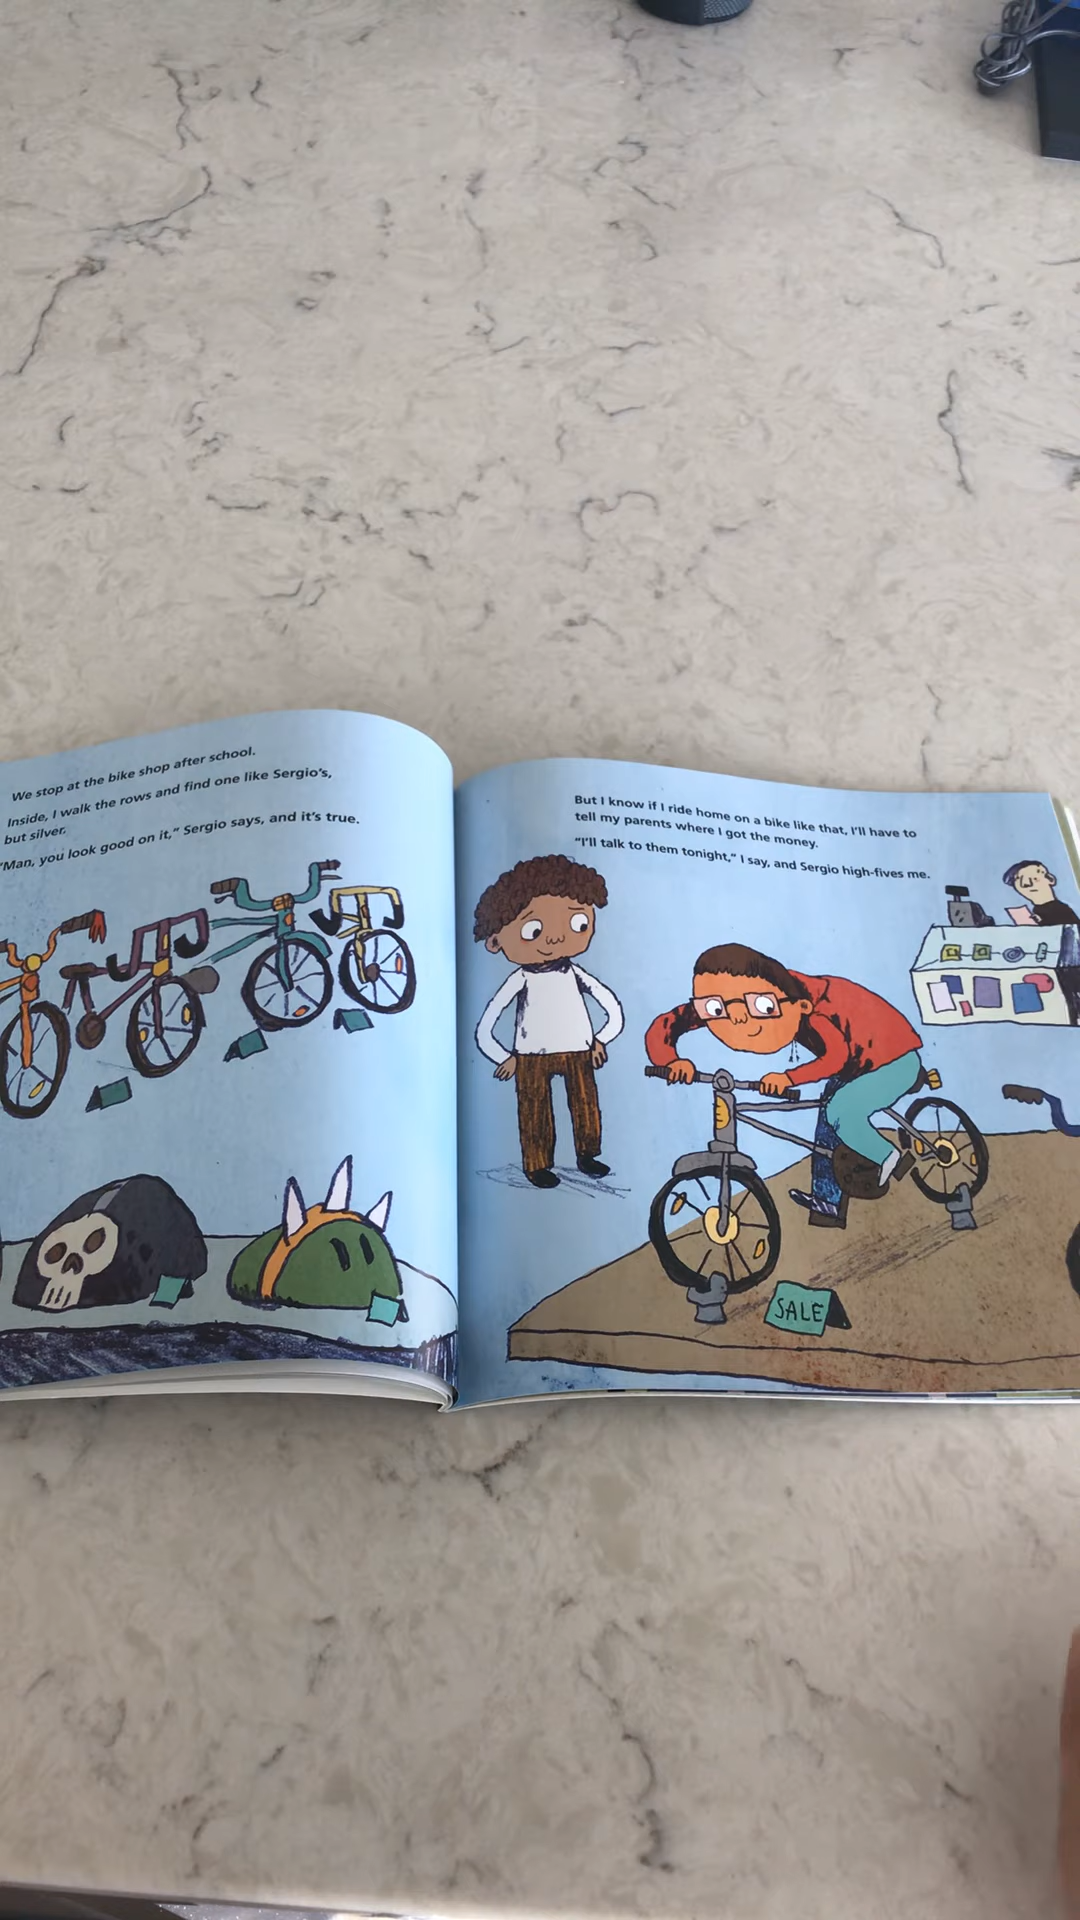 We stop at the bike shop after school.
Inside, I walk the rows and find one like Sergio's,
but silver.
"Man, you look good on it," Sergio says, and it's true.
But I know if I ride home on a bike like that, I'll have to
tell my parents where I got the money.
"I'll talk to them tonight," I say, and Sergio high-fives me.
SALE